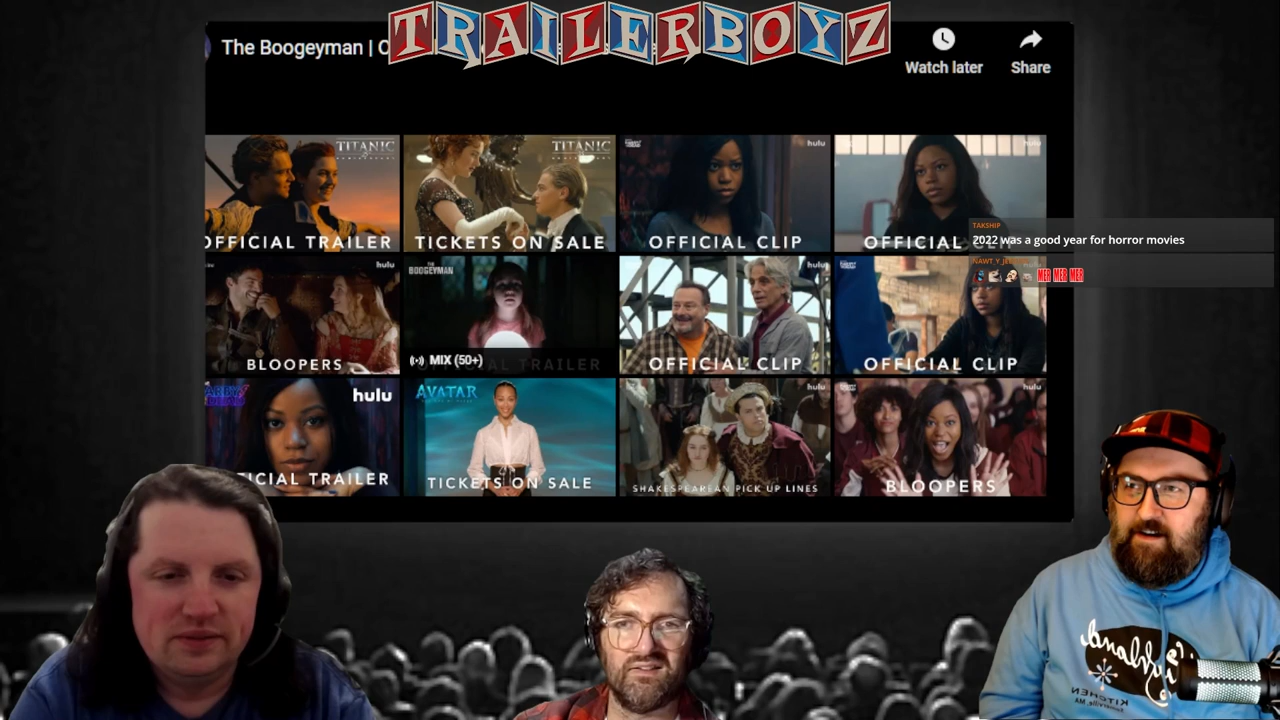 TRAILERBOYZ
The Boogeyman |
Watch later
Share
TITANIC
OFFICIAL TRAILER
TITANIC
TICKETS ON SALE
hulu
OFFICIAL CLIP
OFFICIAL
TAKSHIP
2022 was a good year for horror movies
MER MER MER
hulu
BLOOPERS
THE
BOOGEYMAN
MIX (50+)
TRAILER
hulu
OFFICIAL CLIP
OFFICIAL CLIP
hulu
TRAILER
AVATAR
TICKETS ON SALE
hulu
SHAKESPEAREAN PICK UP LINES
hulu
BLOOPERS
KITCHEN